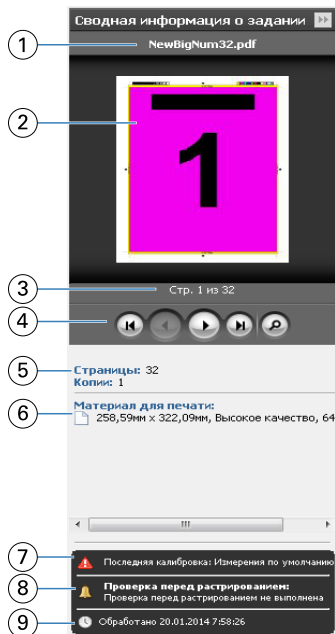 Сводная информация о задании
1
NewBigNum32.pdf
2
1
3
Стр. 1 из 32
4
5
Страницы: 32
Копии: 1
6
Материал для печати:
258,59мм x 322,09мм, Высокое качество, 64
7
Последняя калибровка: Измерения по умолчанию
8
Проверка перед растрированием:
Проверка перед растрированием не выполнена
9
Обработано 20.01.2014 7:58:26